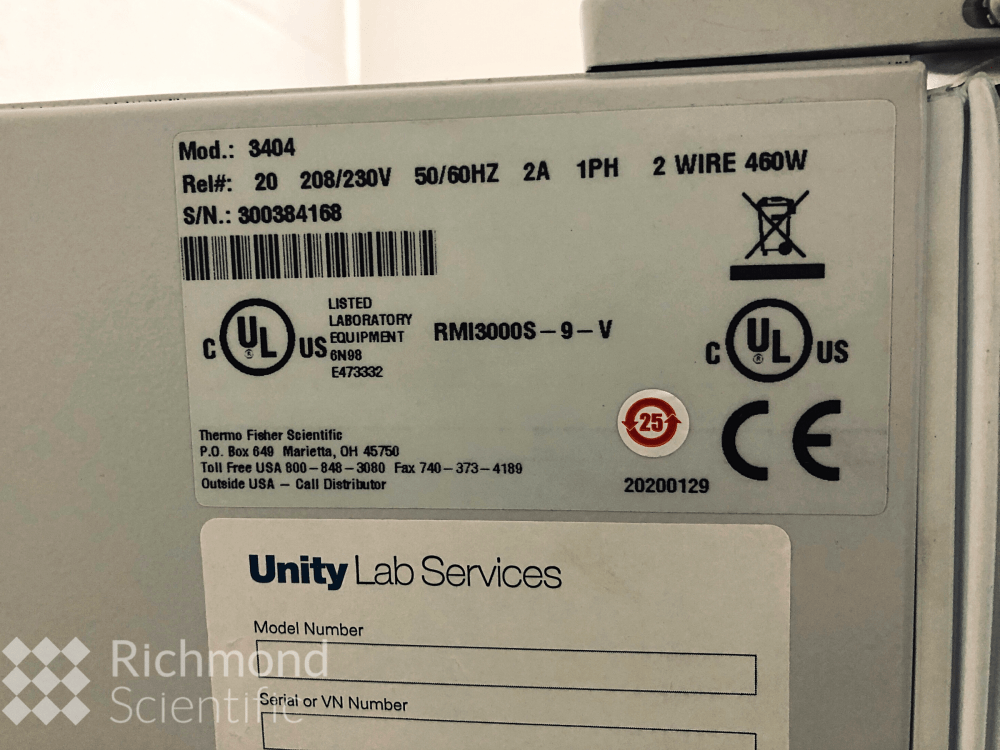 Mod.: 3404
Rel#: 20 208/230V 50/60HZ 2A 1PH 2 WIRE 460W
S/N.: 300384168
C UL ® US
LISTED
LABORATORY
EQUIPMENT
6N98
E473332
RMI3000S-9-V
C UL ® US
25
CE
Thermo Fisher Scientific
P.O. Box 649 Marietta, OH 45750
Toll Free USA 800-848-3080 Fax 740-373-4189
Outside USA - Call Distributor
20200129
Unity Lab Services
Model Number
Serial or VN Number
Richmond
Scientific